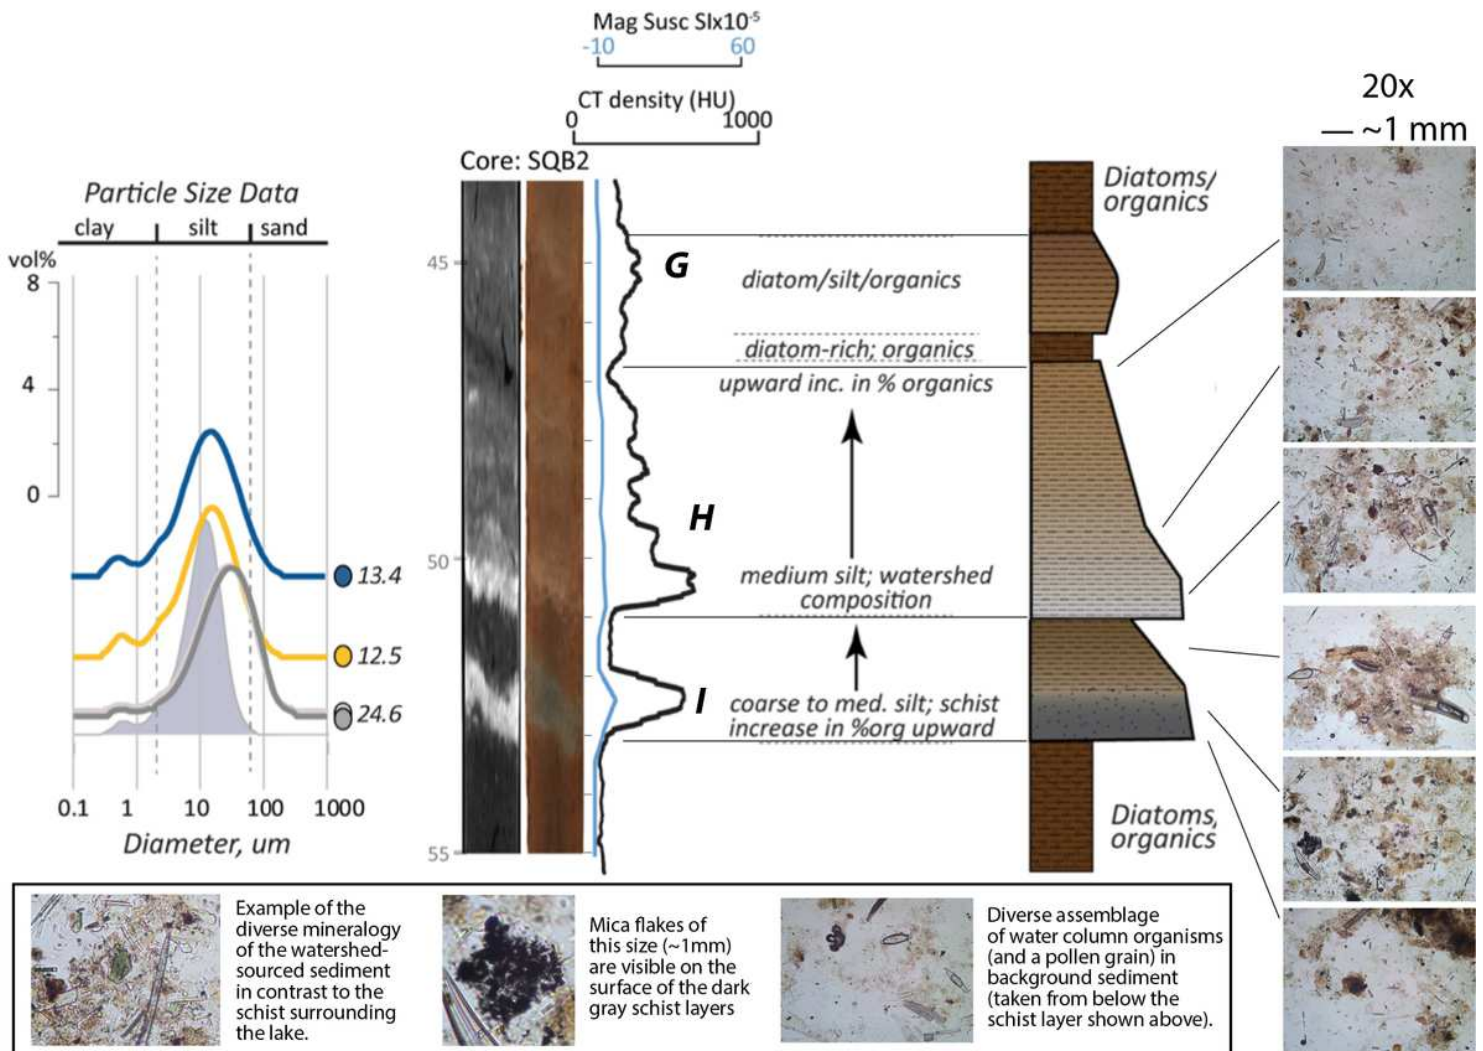 Mag Susc SIx10⁻⁵
-10 60
CT density (HU)
0 1000
20x
~1 mm
Core: SQB2
Particle Size Data
clay silt sand
vol%
8
4
0
13.4
12.5
24.6
0.1 1 10 100 1000
Diameter, um
45
50
55
G
H
I
diatom/silt/organics
diatom-rich; organics
upward inc. in % organics
medium silt; watershed
composition
coarse to med. silt; schist
increase in %org upward
Diatoms/
organics
Diatoms,
organics
Example of the
diverse mineralogy
of the watershed-
sourced sediment
in contrast to the
schist surrounding
the lake.
Mica flakes of
this size (~1mm)
are visible on the
surface of the dark
gray schist layers
Diverse assemblage
of water column organisms
(and a pollen grain) in
background sediment
(taken from below the
schist layer shown above).